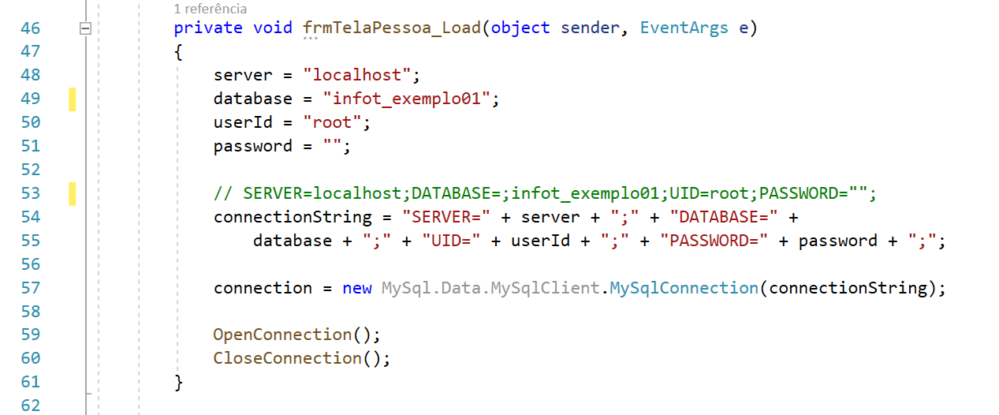 1 referência
46 private void frmTelaPessoa_Load(object sender, EventArgs e)
47 {
48 server = "localhost";
49 database = "infot_exemplo01";
50 userId = "root";
51 password = "";
52
53 // SERVER=localhost;DATABASE=;infot_exemplo01;UID=root;PASSWORD="";
54 connectionString = "SERVER=" + server + ";" + "DATABASE=" +
55 database + ";" + "UID=" + userId + ";" + "PASSWORD=" + password + ";";
56
57 connection = new MySql.Data.MySqlClient.MySqlConnection(connectionString);
58
59 OpenConnection();
60 CloseConnection();
61 }
62